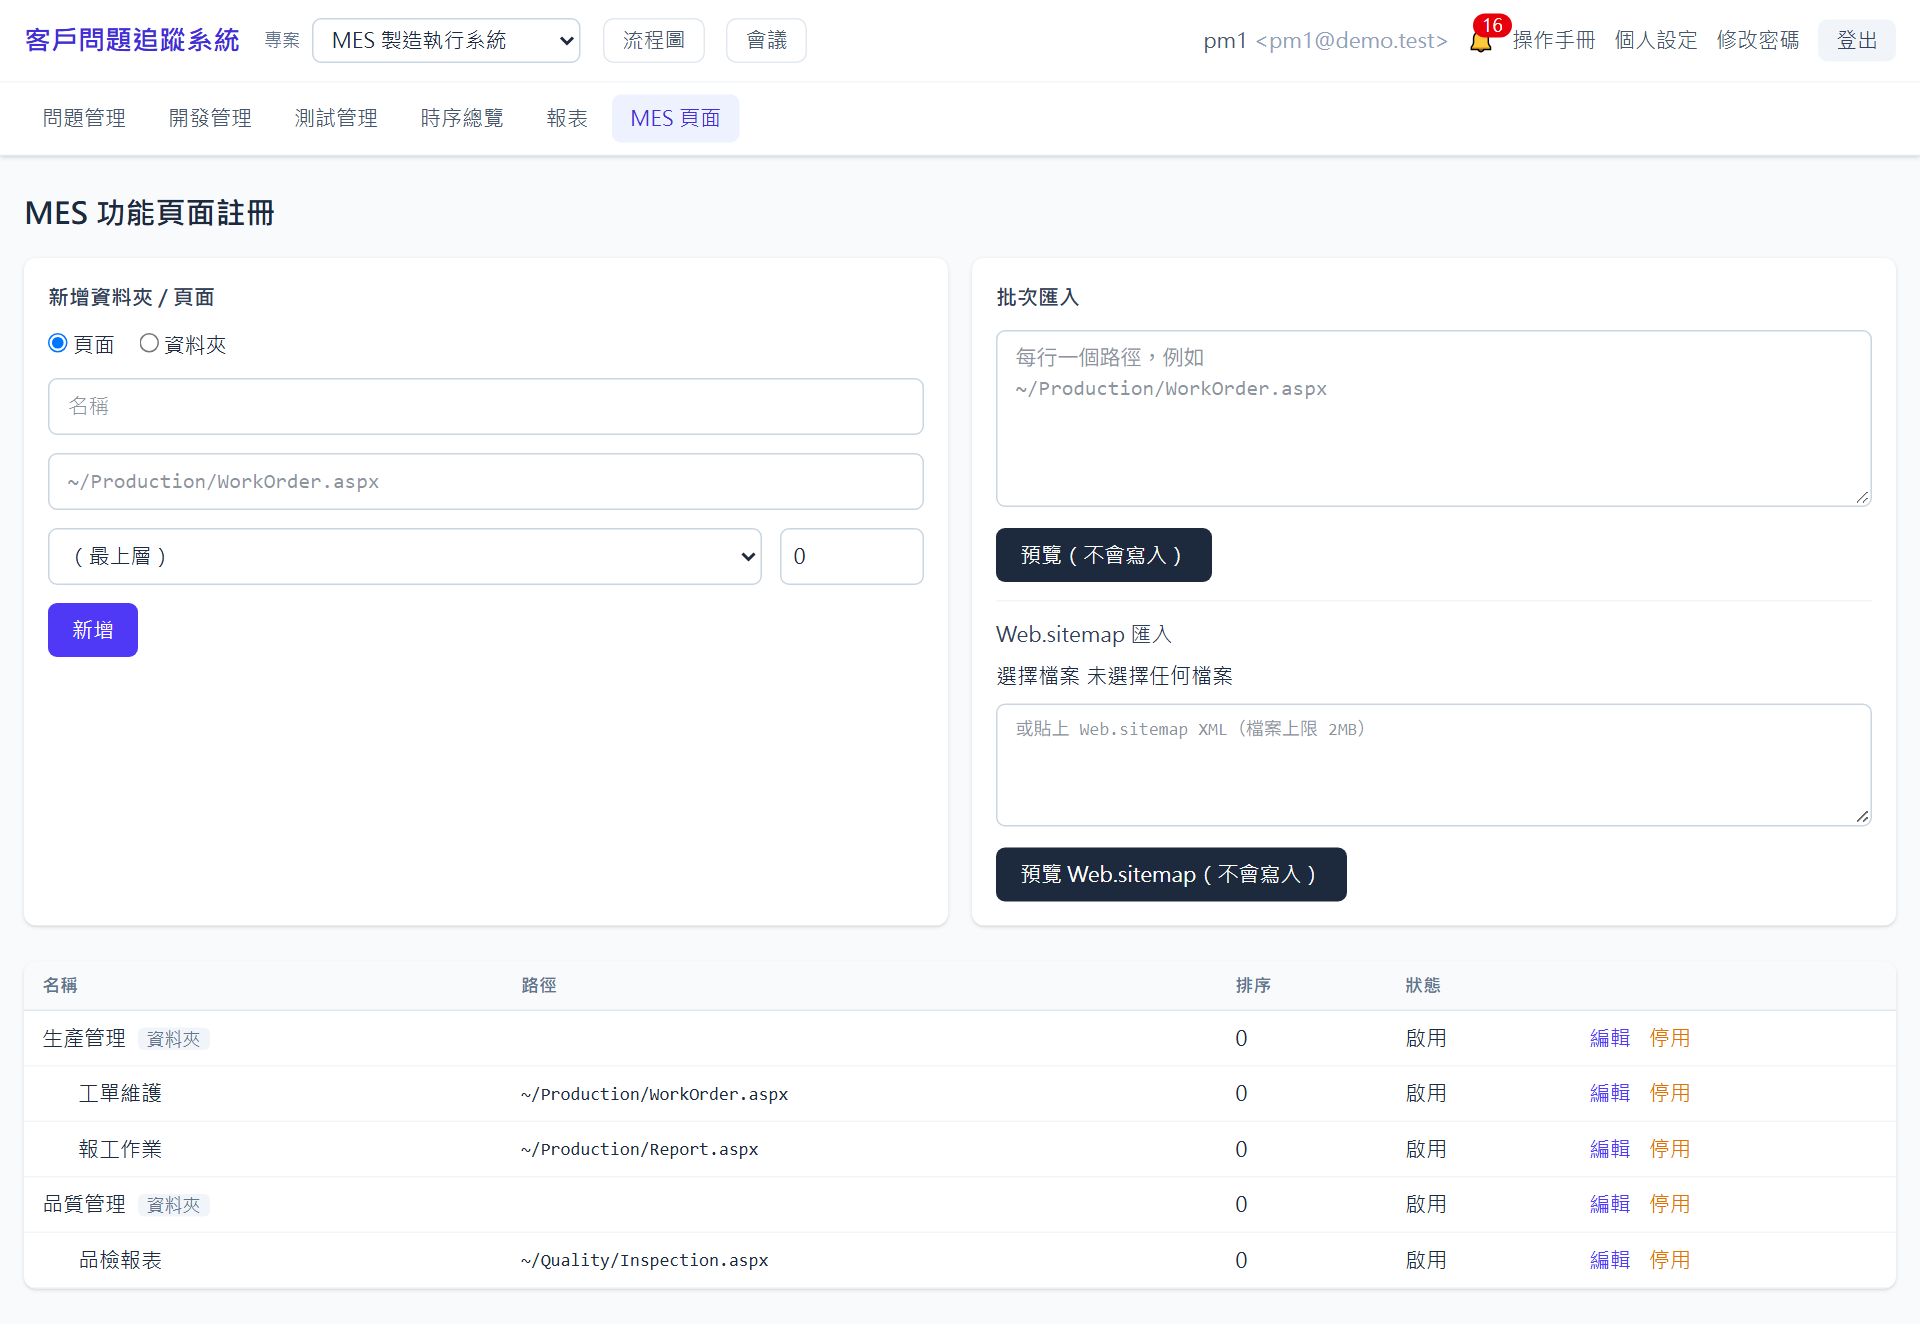 客戶問題追蹤系統 專案 MES 製造執行系統 流程圖 會議 pm1 <pm1@demo.test> 16 操作手冊 個人設定 修改密碼 登出
問題管理 開發管理 測試管理 時序總覽 報表 MES 頁面
MES 功能頁面註冊
新增資料夾 / 頁面
頁面 資料夾
名稱
~/Production/WorkOrder.aspx
（最上層） 0
新增
批次匯入
每行一個路徑，例如
~/Production/WorkOrder.aspx
預覽（不會寫入）
Web.sitemap 匯入
選擇檔案 未選擇任何檔案
或貼上 Web.sitemap XML（檔案上限 2MB）
預覽 Web.sitemap（不會寫入）
名稱 路徑 排序 狀態
生產管理 資料夾 0 啟用 編輯 停用
工單維護 ~/Production/WorkOrder.aspx 0 啟用 編輯 停用
報工作業 ~/Production/Report.aspx 0 啟用 編輯 停用
品質管理 資料夾 0 啟用 編輯 停用
品檢報表 ~/Quality/Inspection.aspx 0 啟用 編輯 停用